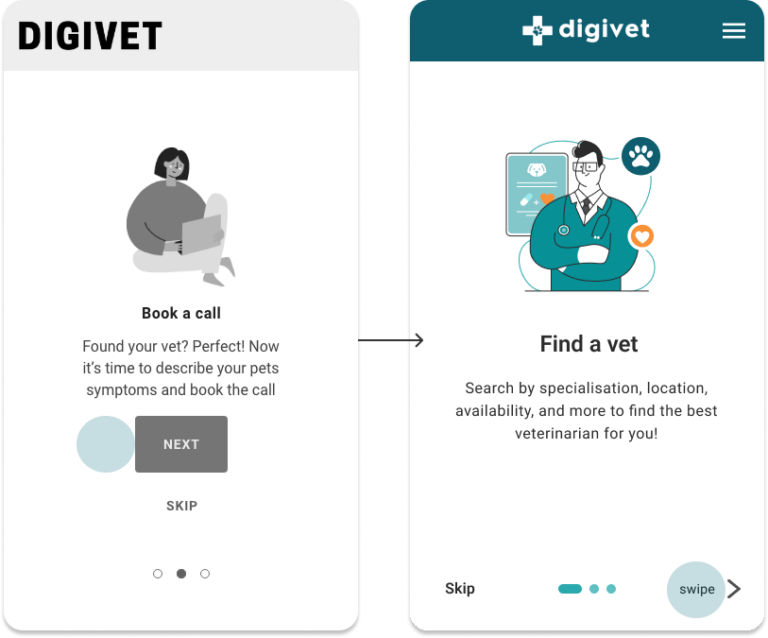 DIGIVET
Book a call
Found your vet? Perfect! Now
it's time to describe your pets
symptoms and book the call
NEXT
SKIP
digivet
Find a vet
Search by specialisation, location,
availability, and more to find the best
veterinarian for you!
Skip
swipe